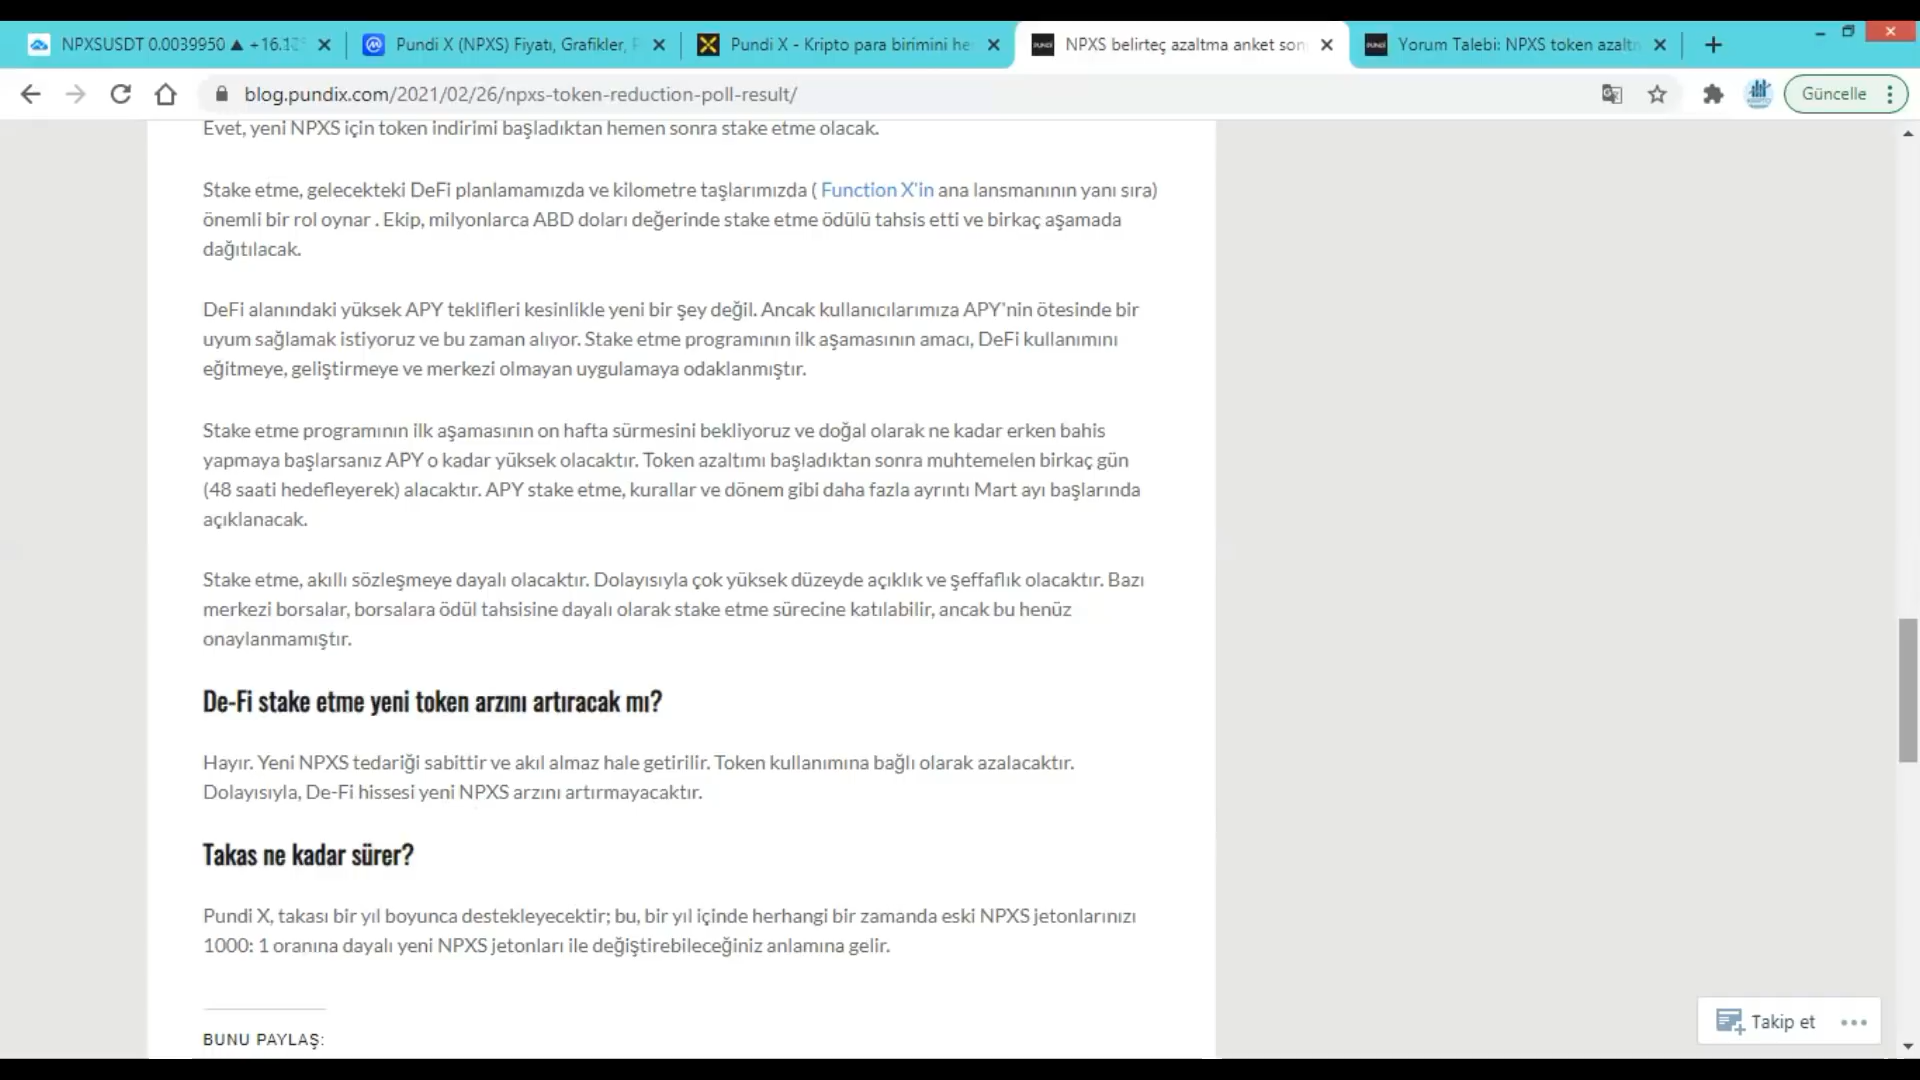 NPXSUSDT 0.0039950 ▲ +16.1
Pundi X (NPXS) Fiyatı, Grafikler,
Pundi X - Kripto para birimini he
NPXS belirteç azaltma anket son
Yorum Talebi: NPXS token azalt
blog.pundix.com/2021/02/26/npxs-token-reduction-poll-result/
Güncelle
Evet, yeni NPXS için token indirimi başladıktan hemen sonra stake etme olacak.
Stake etme, gelecekteki DeFi planlamamızda ve kilometre taşlarımızda ( Function X'in ana lansmanının yanı sıra)
önemli bir rol oynar . Ekip, milyonlarca ABD doları değerinde stake etme ödülü tahsis etti ve birkaç aşamada
dağıtılacak.
DeFi alanındaki yüksek APY teklifleri kesinlikle yeni bir şey değil. Ancak kullanıcılarımıza APY'nin ötesinde bir
uyum sağlamak istiyoruz ve bu zaman alıyor. Stake etme programının ilk aşamasının amacı, DeFi kullanımını
eğitmeye, geliştirmeye ve merkezi olmayan uygulamaya odaklanmıştır.
Stake etme programının ilk aşamasının on hafta sürmesini bekliyoruz ve doğal olarak ne kadar erken bahis
yapmaya başlarsanız APY o kadar yüksek olacaktır. Token azaltımı başladıktan sonra muhtemelen birkaç gün
(48 saati hedefleyerek) alacaktır. APY stake etme, kurallar ve dönem gibi daha fazla ayrıntı Mart ayı başlarında
açıklanacak.
Stake etme, akıllı sözleşmeye dayalı olacaktır. Dolayısıyla çok yüksek düzeyde açıklık ve şeffaflık olacaktır. Bazı
merkezi borsalar, borsalara ödül tahsisine dayalı olarak stake etme sürecine katılabilir, ancak bu henüz
onaylanmamıştır.
De-Fi stake etme yeni token arzını artıracak mı?
Hayır. Yeni NPXS tedariği sabittir ve akıl almaz hale getirilir. Token kullanımına bağlı olarak azalacaktır.
Dolayısıyla, De-Fi hissesi yeni NPXS arzını artırmayacaktır.
Takas ne kadar sürer?
Pundi X, takası bir yıl boyunca destekleyecektir; bu, bir yıl içinde herhangi bir zamanda eski NPXS jetonlarınızı
1000: 1 oranına dayalı yeni NPXS jetonları ile değiştirebileceğiniz anlamına gelir.
BUNU PAYLAŞ:
Takip et